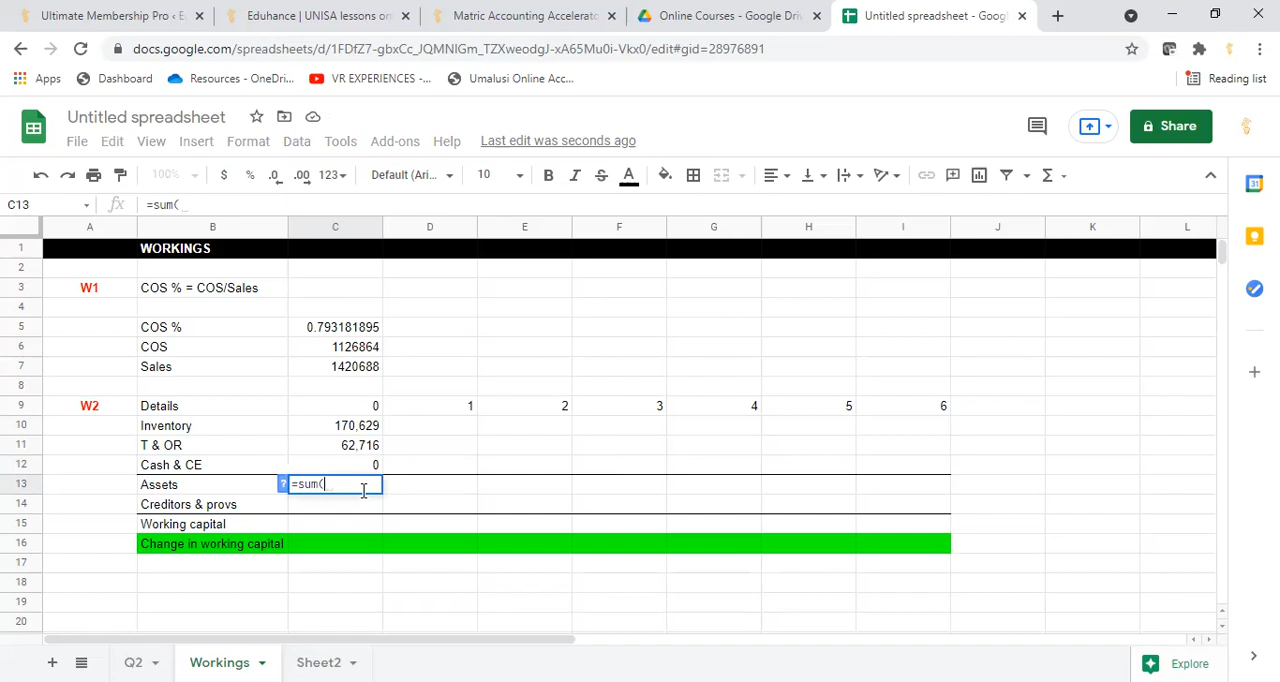 Ultimate Membership Pro ‹ E
Eduhance | UNISA lessons on
Matric Accounting Accelerato
Online Courses - Google Driv
Untitled spreadsheet - Goog
docs.google.com/spreadsheets/d/1FDfZ7-gbxCc_JQMNIGm_TZXweodgJ-xA65Mu0i-Vkx0/edit#gid=28976891
Apps Dashboard Resources - OneDri... VR EXPERIENCES -... Umalusi Online Acc... Reading list
Untitled spreadsheet
File Edit View Insert Format Data Tools Add-ons Help Last edit was seconds ago
Share
100% $ % .0 .00 123 Default (Ari... 10 B I S A Σ
C13 fx =sum(
A B C D E F G H I J K L
1 WORKINGS
2
3 W1 COS % = COS/Sales
4
5 COS % 0.793181895
6 COS 1126864
7 Sales 1420688
8
9 W2 Details 0 1 2 3 4 5 6
10 Inventory 170,629
11 T & OR 62,716
12 Cash & CE 0
13 Assets ? =sum(
14 Creditors & provs
15 Working capital
16 Change in working capital
17
18
19
20
+ Q2 Workings Sheet2 Explore
31